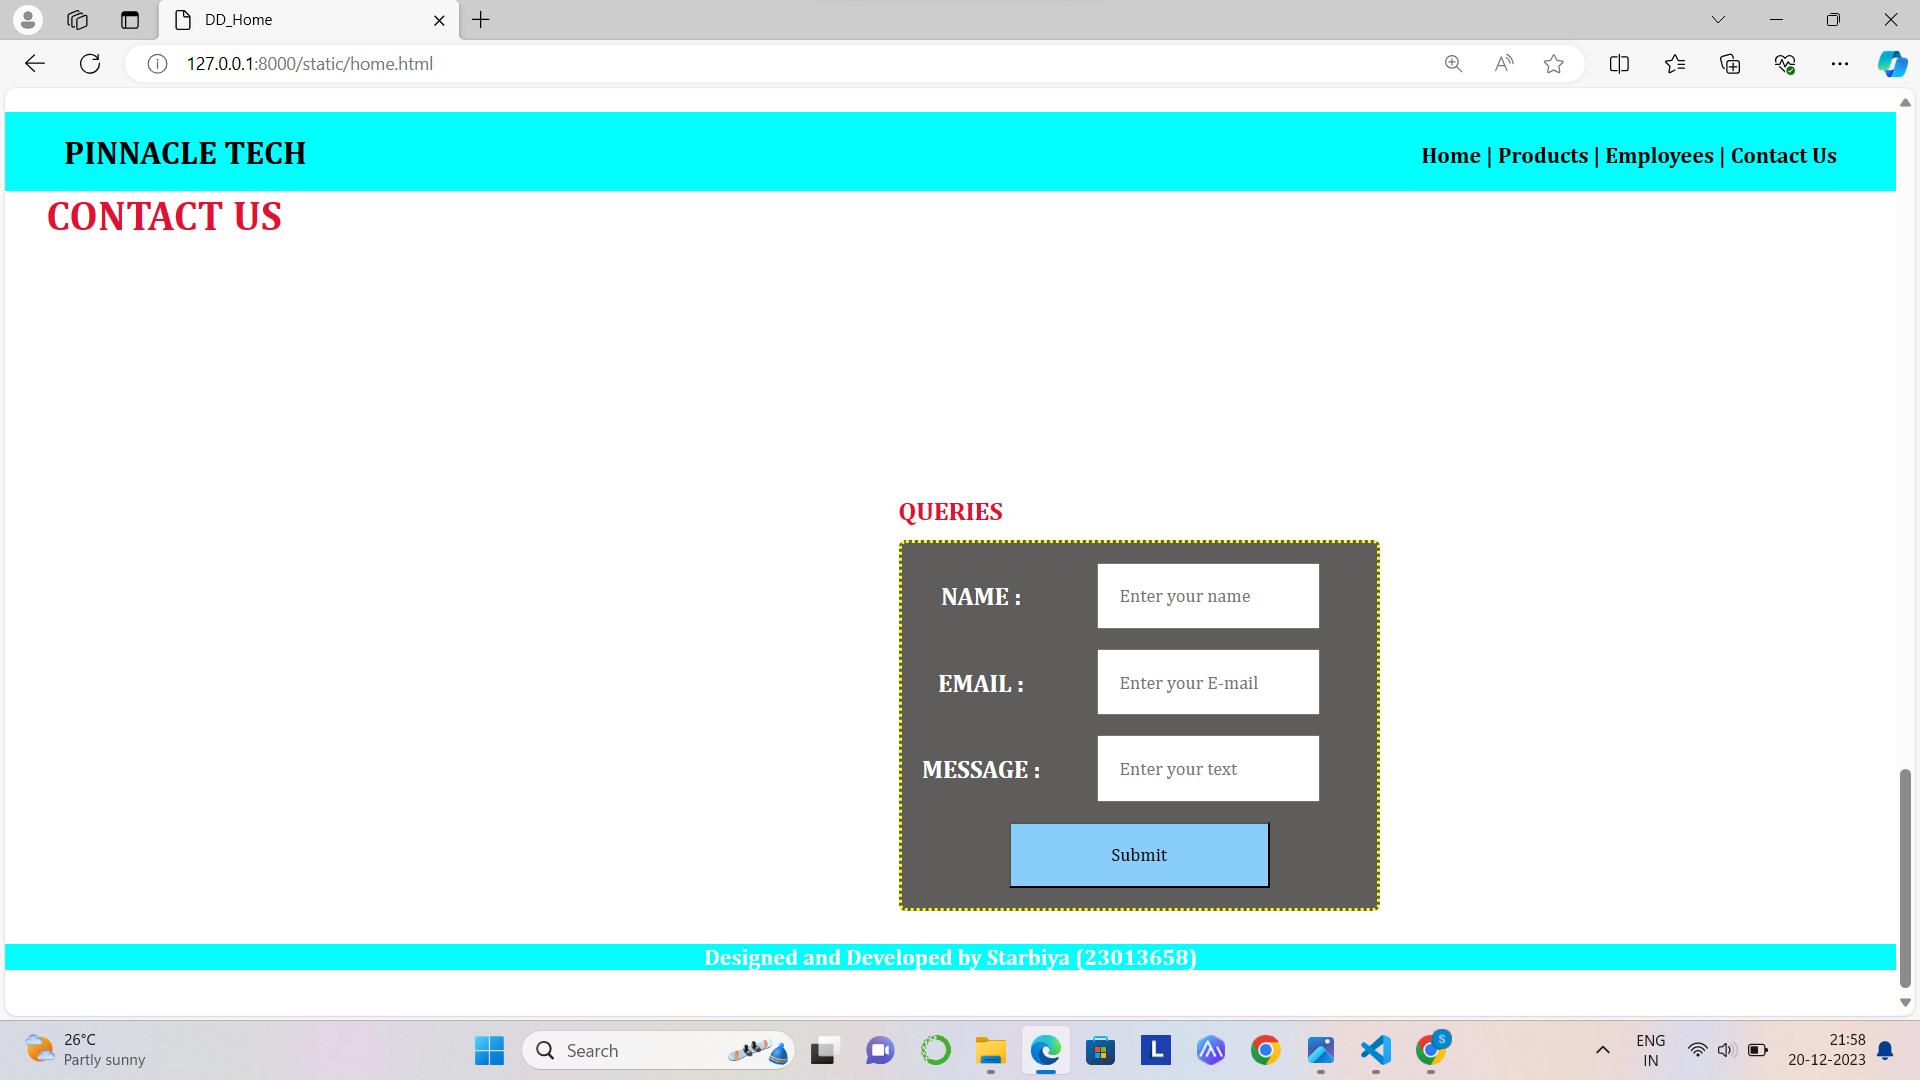 DD_Home
127.0.0.1:8000/static/home.html
PINNACLE TECH
Home | Products | Employees | Contact Us
CONTACT US
QUERIES
NAME :
Enter your name
EMAIL :
Enter your E-mail
MESSAGE :
Enter your text
Submit
Designed and Developed by Starbiya (23013658)
26°C
Partly sunny
Search
L
S
ENG
IN
21:58
20-12-2023